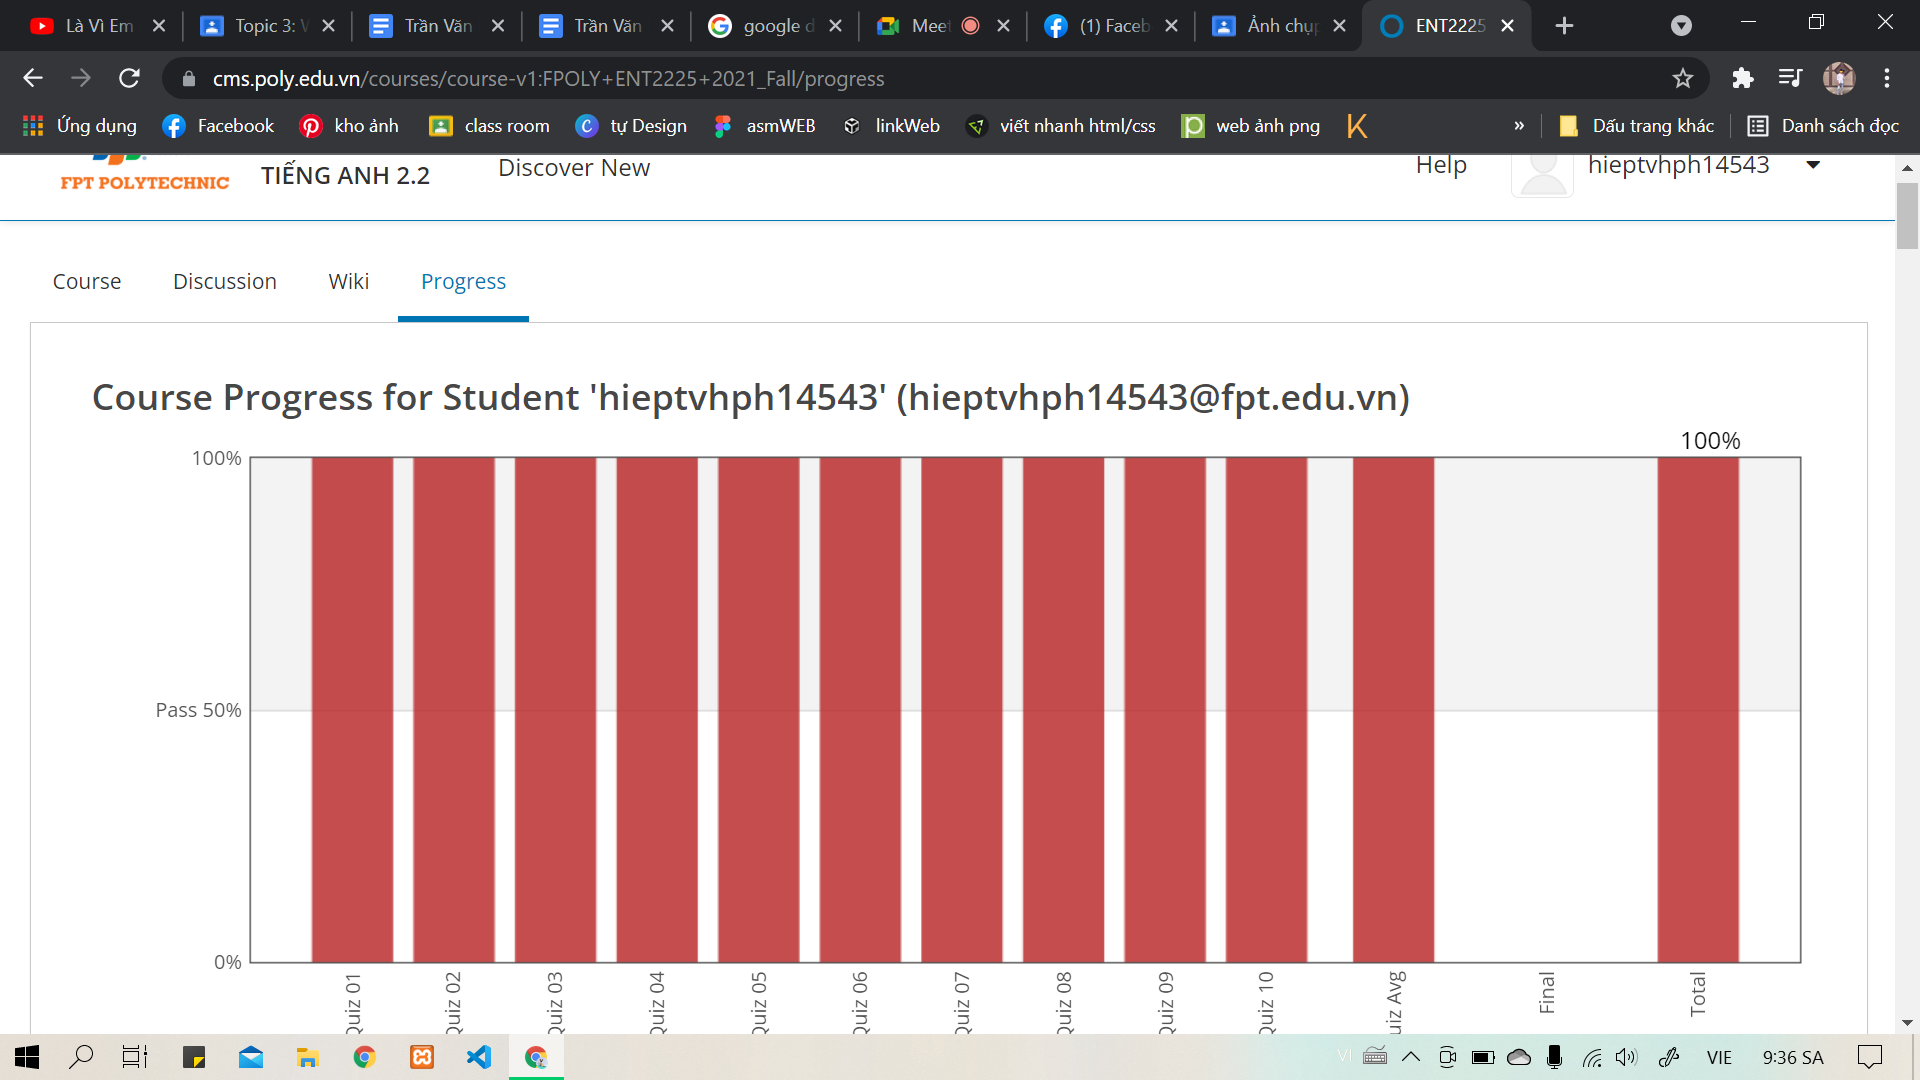 Là Vì Em
Topic 3: V
Trần Văn
Trần Văn
google d
Meet
(1) Faceb
Ảnh chụp
ENT2225
cms.poly.edu.vn/courses/course-v1:FPOLY+ENT2225+2021_Fall/progress
Ứng dụng
Facebook
kho ảnh
class room
tự Design
asmWEB
linkWeb
viết nhanh html/css
web ảnh png
»
Dấu trang khác
Danh sách đọc
FPT POLYTECHNIC
TIẾNG ANH 2.2
Discover New
Help
hieptvhph14543
Course
Discussion
Wiki
Progress
Course Progress for Student 'hieptvhph14543' (hieptvhph14543@fpt.edu.vn)
100%
100%
Pass 50%
0%
Quiz 01
Quiz 02
Quiz 03
Quiz 04
Quiz 05
Quiz 06
Quiz 07
Quiz 08
Quiz 09
Quiz 10
uiz Avg
Final
Total
VI
VIE
9:36 SA